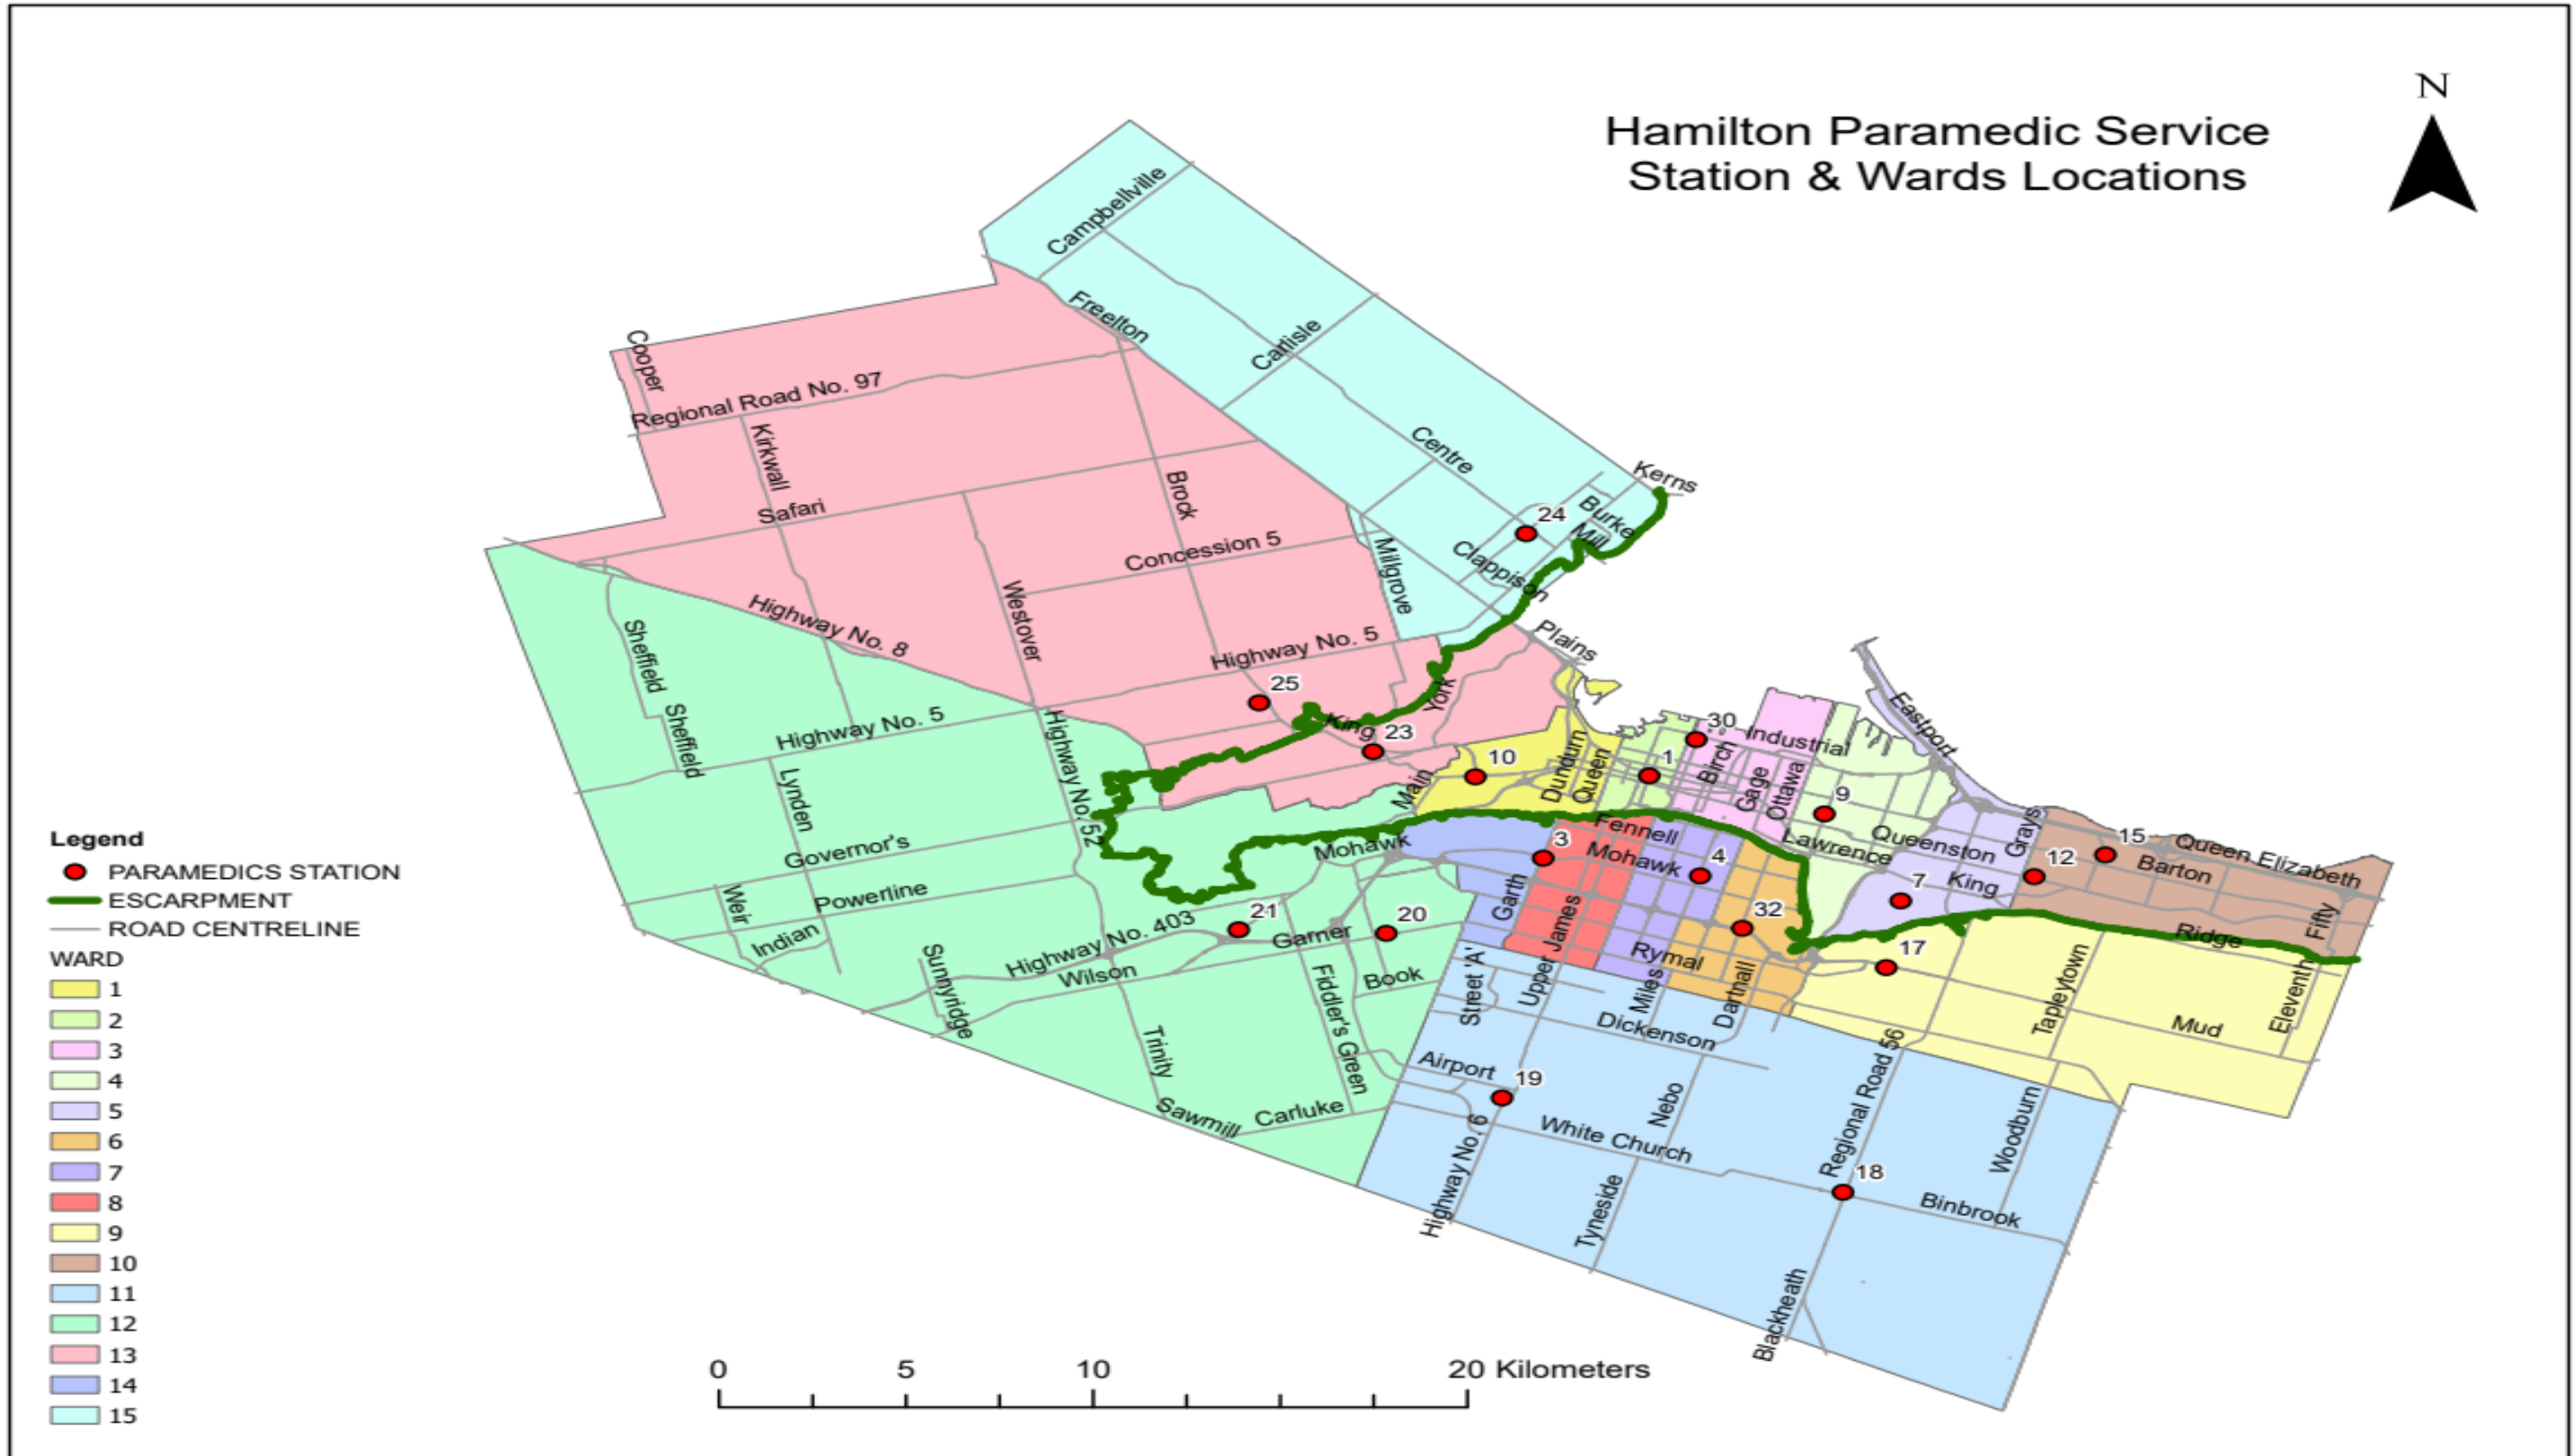 N
Hamilton Paramedic Service
Station & Wards Locations
Campbellville
Freelton
Carlisle
Cooper
Regional Road No. 97
Kirkwall
Centre
Kerns
Brock
Safari
24
Burke
Mill
Concession 5
Clappison
Millgrove
Westover
Highway No. 8
Sheffield
Highway No. 5
Plains
25
York
Sheffield
Highway No. 5
Highway No. 52
King
23
Eastport
30
Industrial
Birch
1
10
Dundurn
Queen
Main
Gage
Ottawa
9
Lynden
Governor's
Mohawk
3
Fennell
Mohawk
4
Lawrence
Queenston
Grays
12
15
Queen Elizabeth
Barton
King
7
Weir
Powerline
Indian
Highway No. 403
21
Garner
20
Garth
James
32
17
Ridge
Fifty
Sunnyridge
Wilson
Fiddler's Green
Book
Street 'A'
Upper
Rymal
Miles
Dartnall
Tapleytown
Eleventh
Mud
Dickenson
Regional Road 56
Trinity
Airport
19
Nebo
Woodburn
Sawmill
Carluke
Highway No. 6
White Church
18
Binbrook
Tyneside
Blackheath
Legend
PARAMEDICS STATION
ESCARPMENT
ROAD CENTRELINE
WARD
1
2
3
4
5
6
7
8
9
10
11
12
13
14
15
0 5 10 20 Kilometers